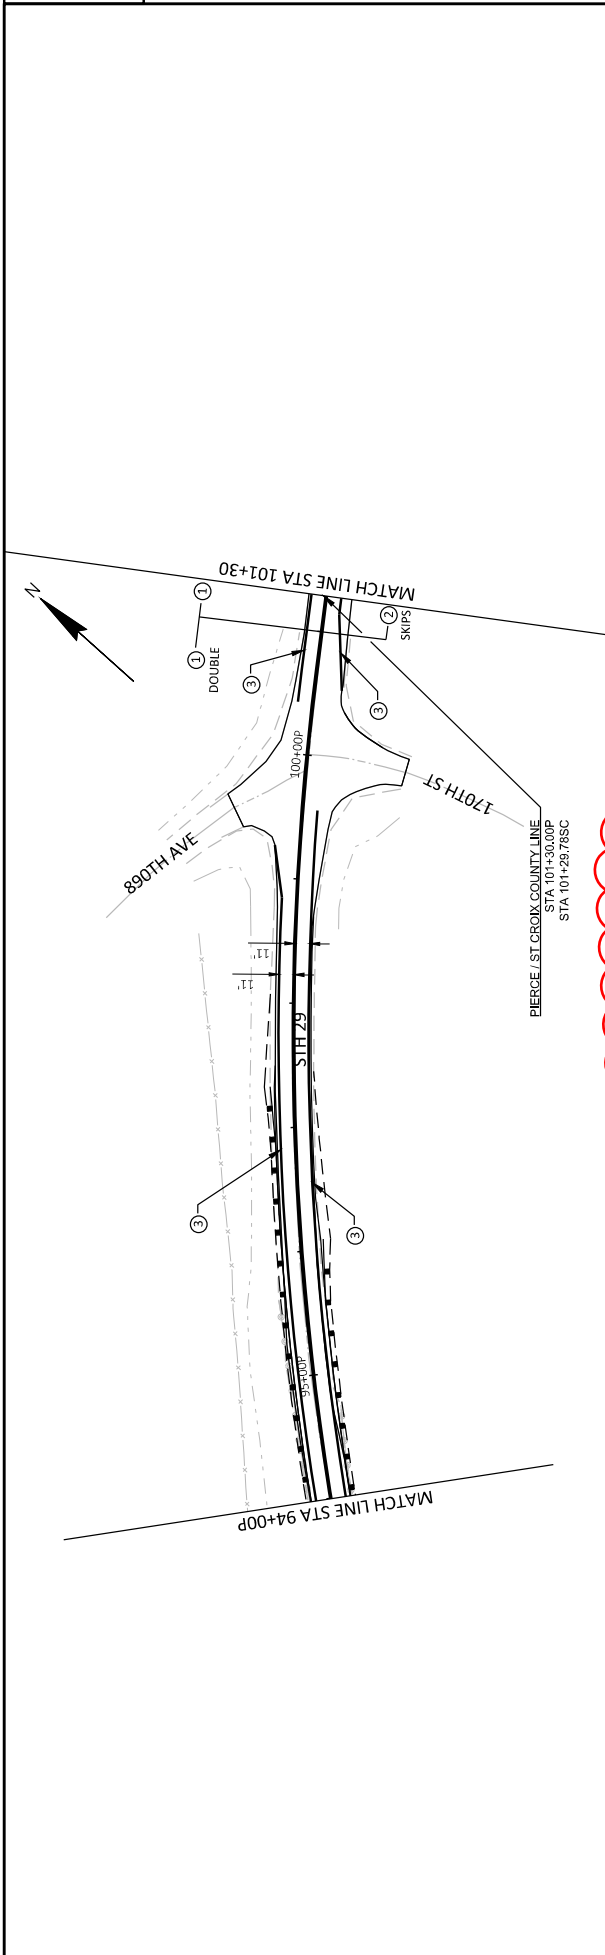 MATCH LINE STA 101+30
N
1
1
DOUBLE
2
SKIPS
3
3
100+00P
170TH ST
890TH AVE
PIERCE / ST CROIX COUNTY LINE
STA 101+30.00P
STA 101+29.78SC
11'
11'
STH 29
3
3
95+00P
MATCH LINE STA 94+00P